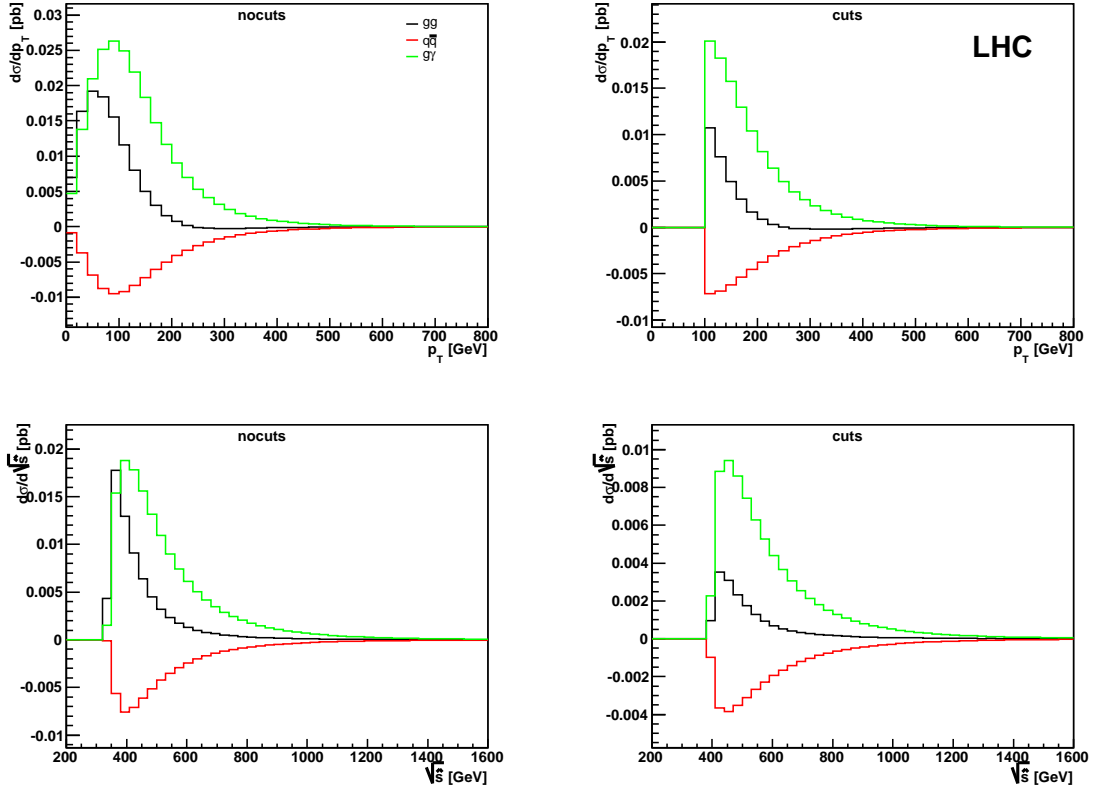 nocuts
dσ/dp_T [pb]
0.03
0.025
0.02
0.015
0.01
0.005
0
-0.005
-0.01
gg
qq̅
gγ
0 100 200 300 400 500 600 700 800
p_T [GeV]
cuts
LHC
dσ/dp_T [pb]
0.02
0.015
0.01
0.005
0
-0.005
-0.01
0 100 200 300 400 500 600 700 800
p_T [GeV]
nocuts
dσ/d√ŝ [pb]
0.02
0.015
0.01
0.005
0
-0.005
-0.01
200 400 600 800 1000 1200 1400 1600
√ŝ [GeV]
cuts
dσ/d√ŝ [pb]
0.01
0.008
0.006
0.004
0.002
0.000
-0.002
-0.004
200 400 600 800 1000 1200 1400 1600
√ŝ [GeV]